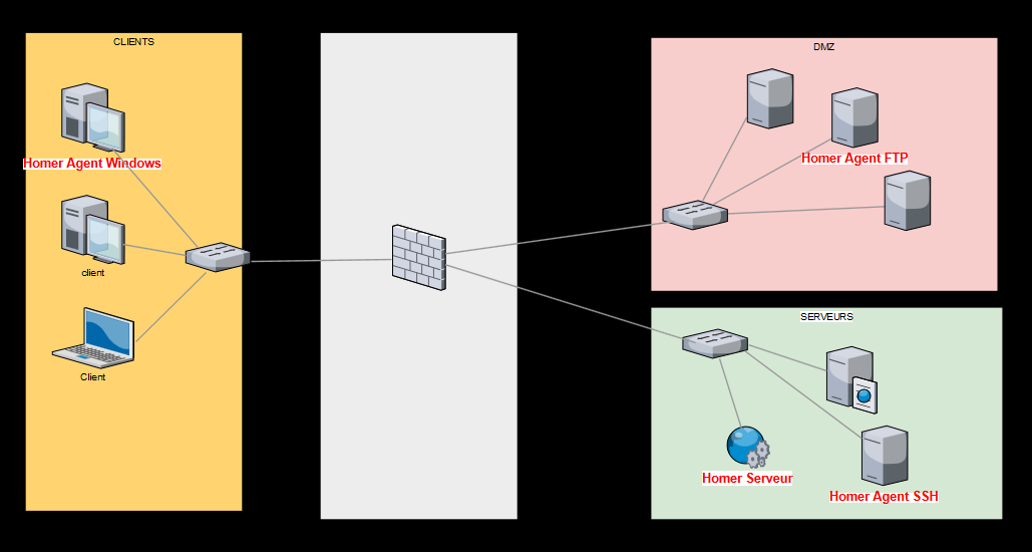 CLIENTS
Homer Agent Windows
client
Client
DMZ
Homer Agent FTP
SERVEURS
Homer Serveur
Homer Agent SSH